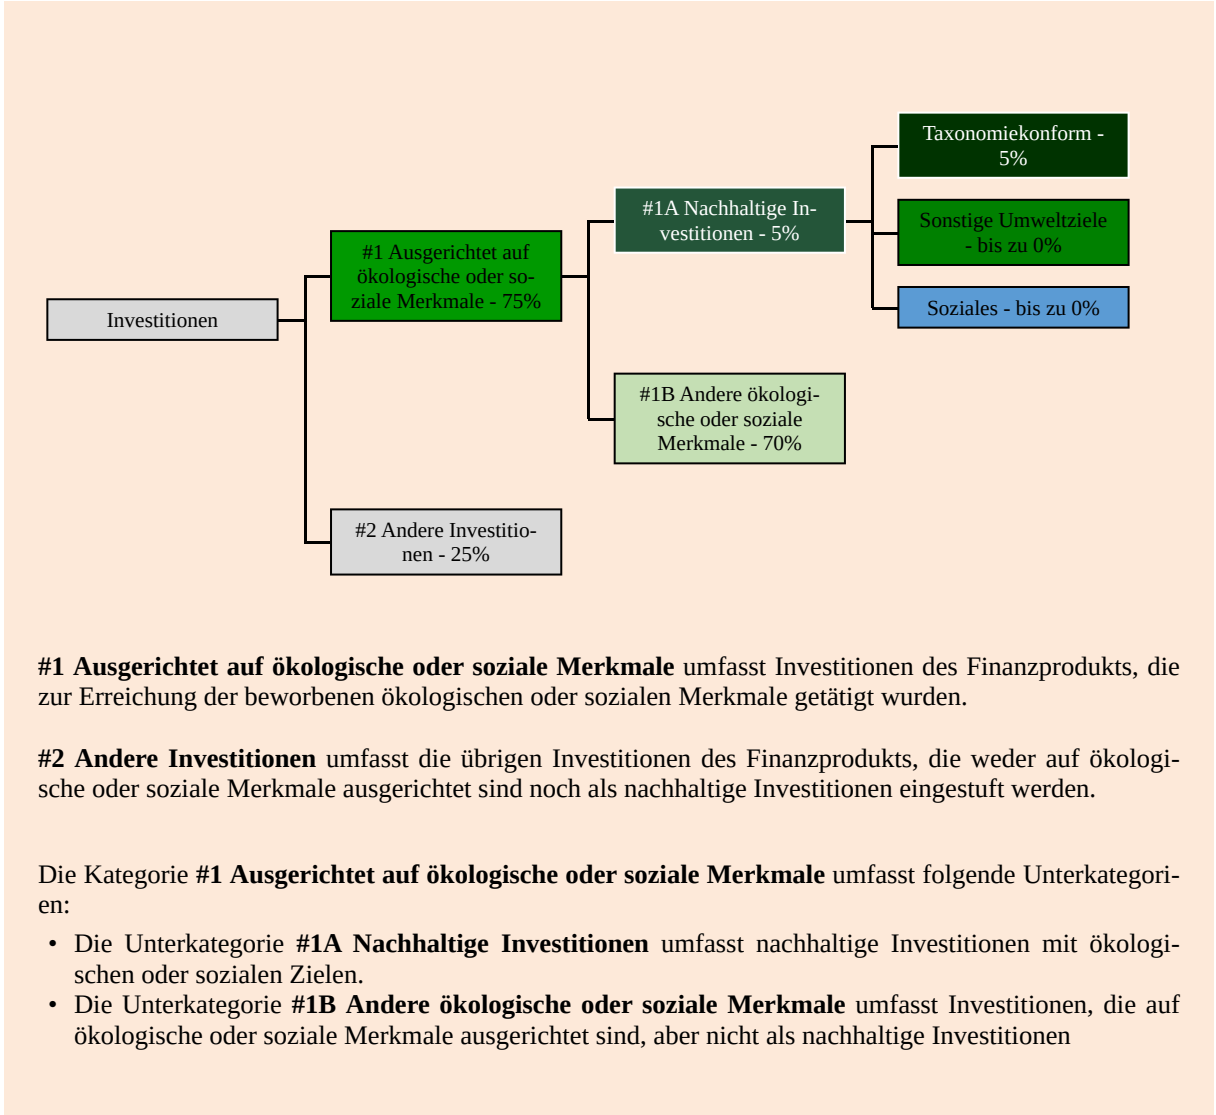 Taxonomiekonform -
5%
#1A Nachhaltige In-
vestitionen - 5%
Sonstige Umweltziele
- bis zu 0%
#1 Ausgerichtet auf
ökologische oder so-
ziale Merkmale - 75%
Soziales - bis zu 0%
Investitionen
#1B Andere ökologi-
sche oder soziale
Merkmale - 70%
#2 Andere Investitio-
nen - 25%
#1 Ausgerichtet auf ökologische oder soziale Merkmale umfasst Investitionen des Finanzprodukts, die
zur Erreichung der beworbenen ökologischen oder sozialen Merkmale getätigt wurden.
#2 Andere Investitionen umfasst die übrigen Investitionen des Finanzprodukts, die weder auf ökologi-
sche oder soziale Merkmale ausgerichtet sind noch als nachhaltige Investitionen eingestuft werden.
Die Kategorie #1 Ausgerichtet auf ökologische oder soziale Merkmale umfasst folgende Unterkategori-
en:
• Die Unterkategorie #1A Nachhaltige Investitionen umfasst nachhaltige Investitionen mit ökologi-
schen oder sozialen Zielen.
• Die Unterkategorie #1B Andere ökologische oder soziale Merkmale umfasst Investitionen, die auf
ökologische oder soziale Merkmale ausgerichtet sind, aber nicht als nachhaltige Investitionen